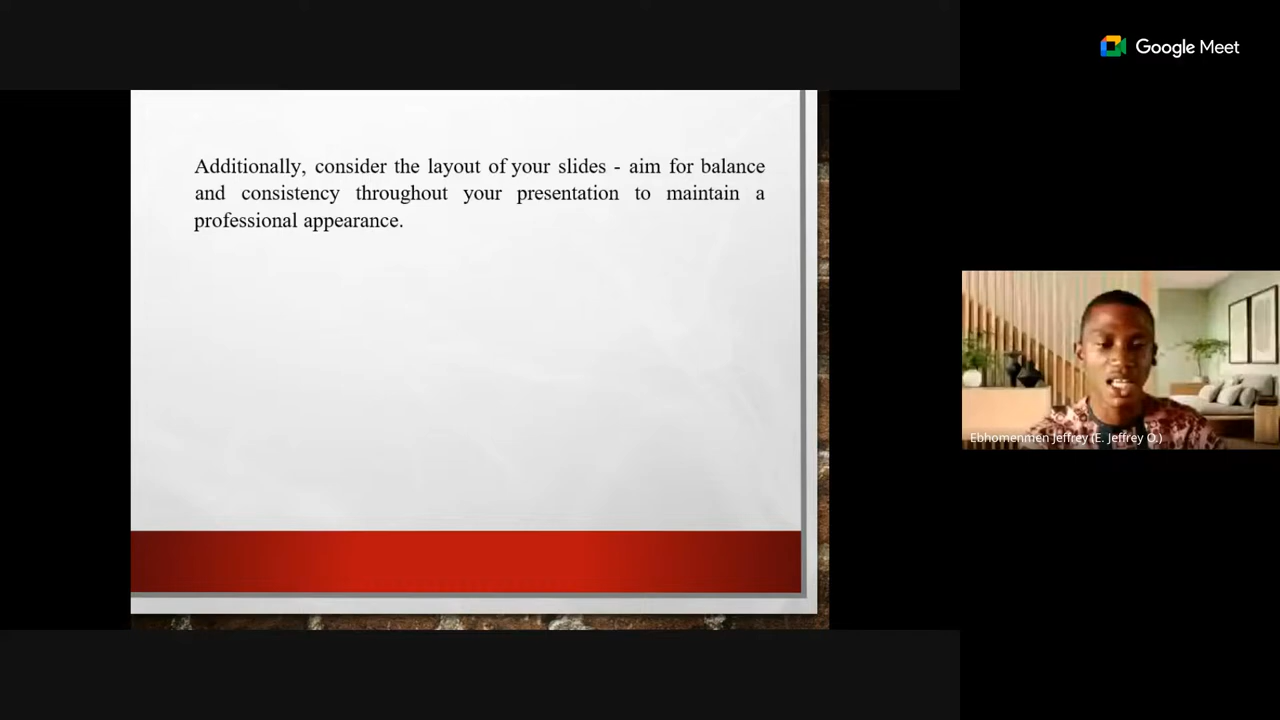 Google Meet
Additionally, consider the layout of your slides - aim for balance
and consistency throughout your presentation to maintain a
professional appearance.
Ebhomenmen Jeffrey (E. Jeffrey O.)